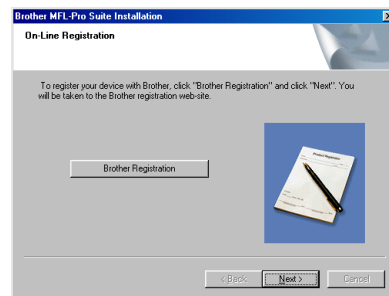 Brother MFL-Pro Suite Installation
On-Line Registration
To register your device with Brother, click "Brother Registration" and click "Next". You
will be taken to the Brother registration web-site.
Brother Registration
Product Registration
< Back
Next >
Cancel